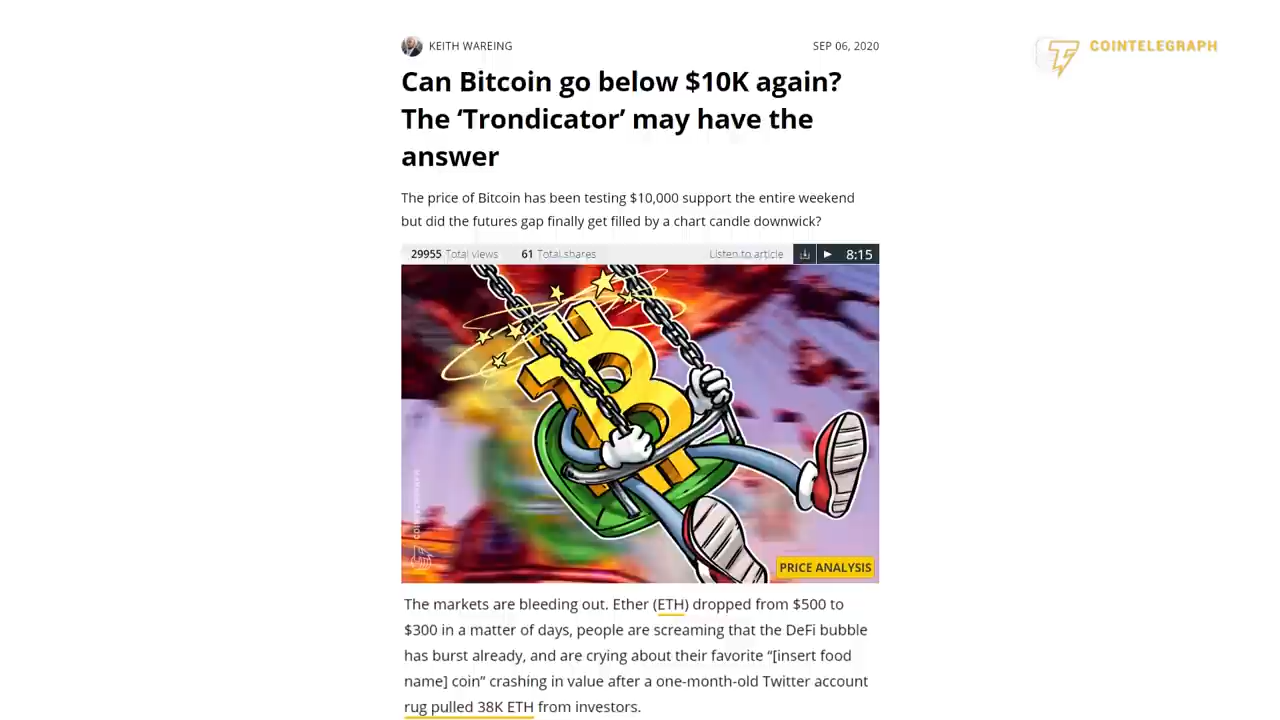 KEITH WAREING
SEP 06, 2020
COINTELEGRAPH
Can Bitcoin go below $10K again?
The ‘Trondicator’ may have the
answer
The price of Bitcoin has been testing $10,000 support the entire weekend
but did the futures gap finally get filled by a chart candle downwick?
29955 Total views 61 Total shares Listen to article 8:15
PRICE ANALYSIS
The markets are bleeding out. Ether (ETH) dropped from $500 to
$300 in a matter of days, people are screaming that the DeFi bubble
has burst already, and are crying about their favorite “[insert food
name] coin” crashing in value after a one-month-old Twitter account
rug pulled 38K ETH from investors.